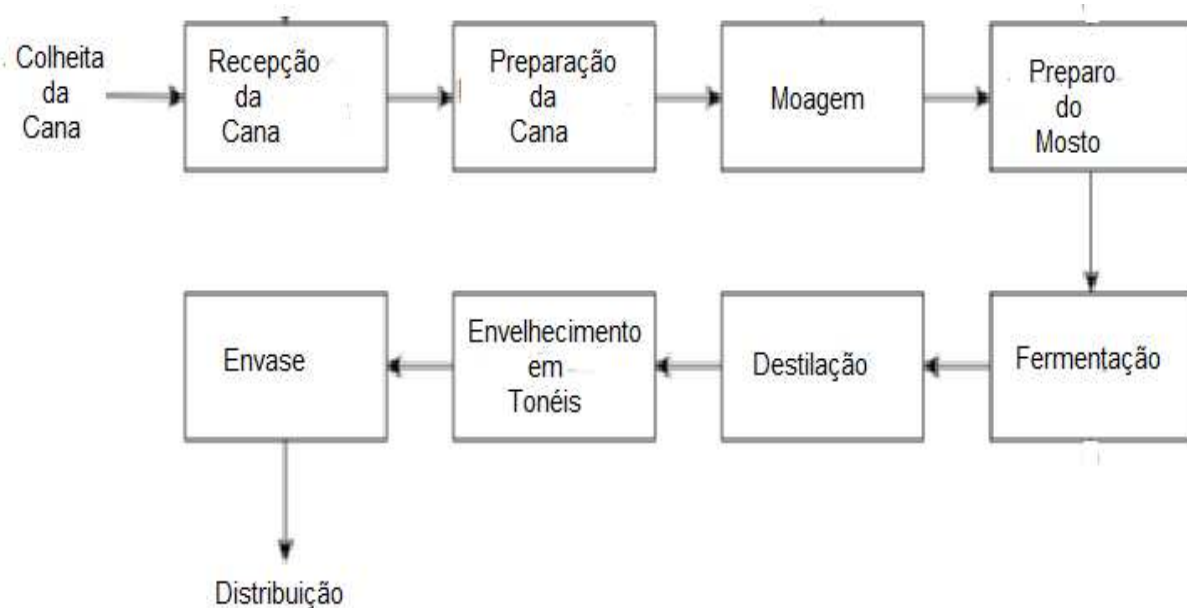 Colheita
da
Cana
Recepção
da
Cana
Preparação
da
Cana
Moagem
Preparo
do
Mosto
Fermentação
Destilação
Envelhecimento
em
Tonéis
Envase
Distribuição